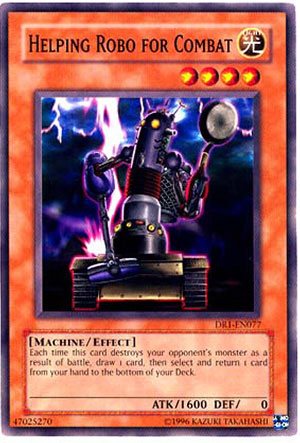 HELPING ROBO FOR COMBAT
LIGHT
光
DR1-EN077
[MACHINE/EFFECT]
Each time this card destroys your opponent's monster as a
result of battle, draw 1 card, then select and return 1 card
from your hand to the bottom of your Deck.
ATK/1600 DEF/ 0
47025270
©1996 KAZUKI TAKAHASHI